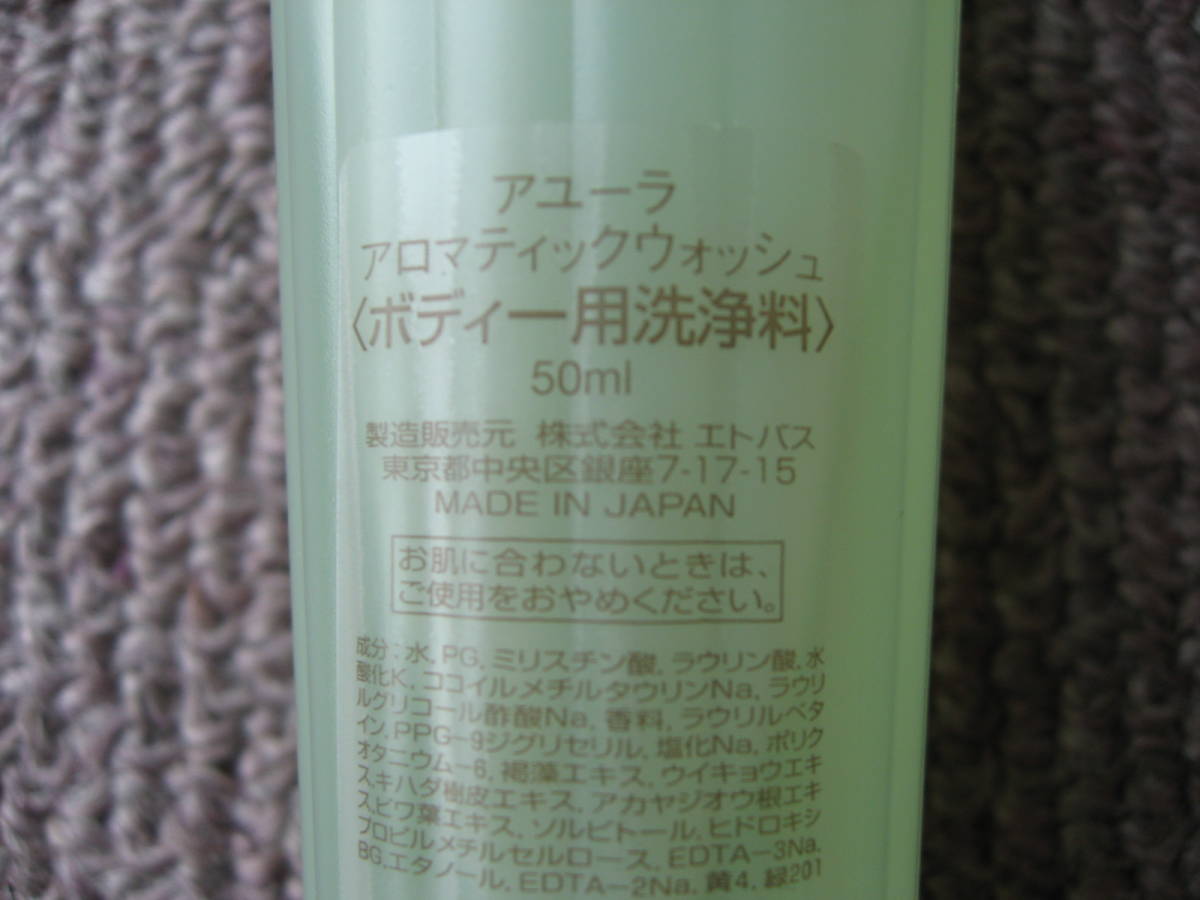 アユーラ
アロマティックウォッシュ
〈ボディー用洗浄料〉
50ml
製造販売元 株式会社 エトバス
東京都中央区銀座7-17-15
MADE IN JAPAN
お肌に合わないときは、
ご使用をおやめください。
成分：水, PG, ミリスチン酸, ラウリン酸, 水
酸化K, ココイルメチルタウリンNa, ラウリ
ルグリコール酢酸Na, 香料, ラウリルベタ
イン, PPG-9ジグリセリル, 塩化Na, ポリク
オタニウム-6, 褐藻エキス, ウイキョウエキ
スキハダ樹皮エキス, アカヤジオウ根エキ
スビワ葉エキス, ソルビトール, ヒドロキシ
プロピルメチルセルロース, EDTA-3Na,
BG, エタノール, EDTA-2Na, 黄4, 緑201